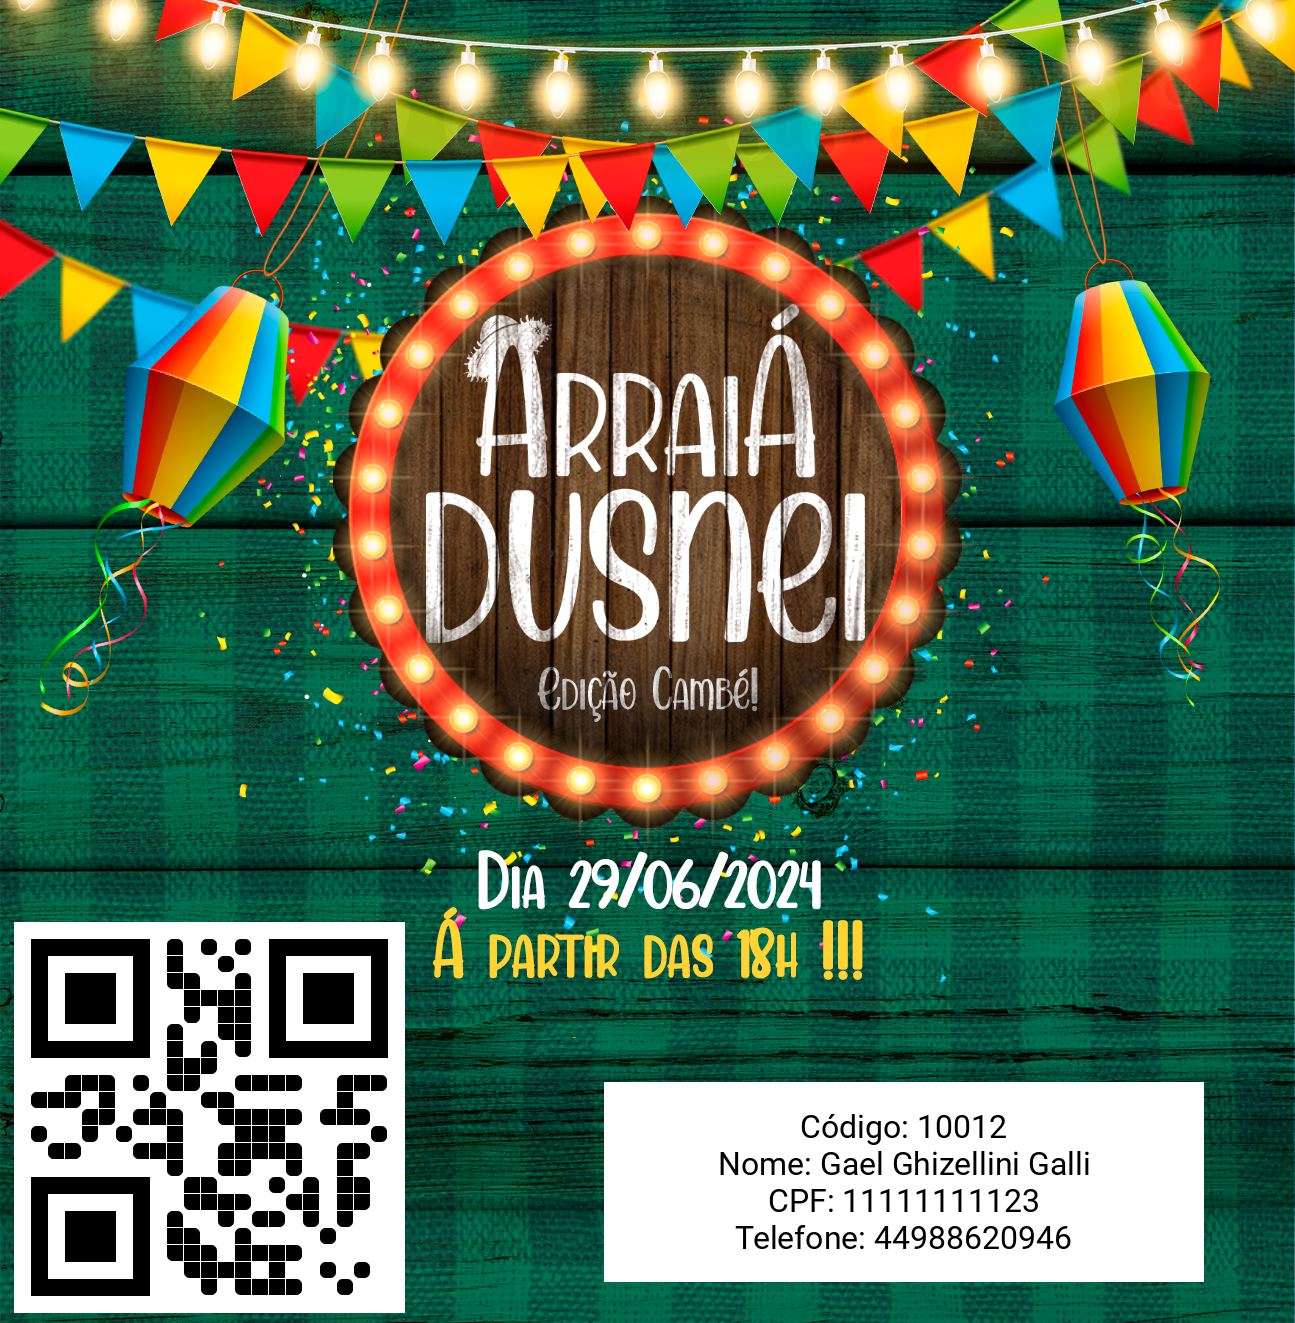 Arraiá
dusnei
Edição Cambé!
Dia 29/06/2024
Á partir das 18h !!!
Código: 10012
Nome: Gael Ghizellini Galli
CPF: 11111111123
Telefone: 44988620946